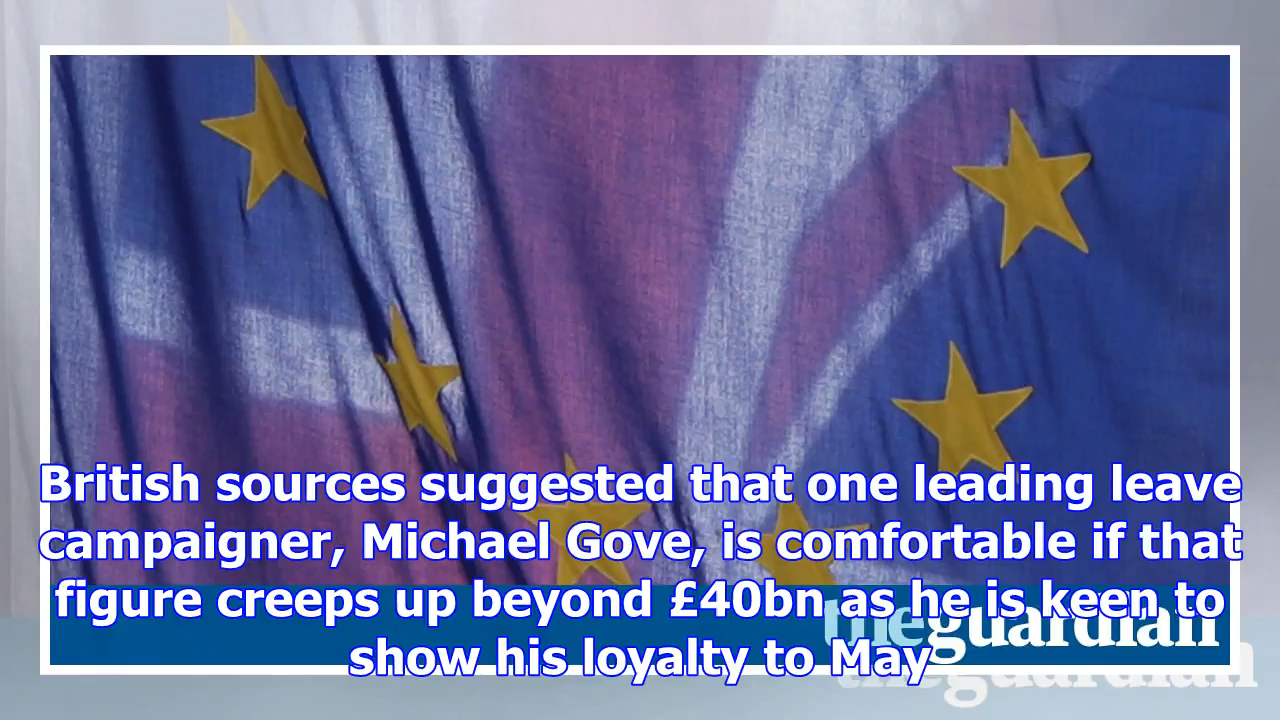 British sources suggested that one leading leave
campaigner, Michael Gove, is comfortable if that
figure creeps up beyond £40bn as he is keen to
show his loyalty to May
theguardian
theguardian